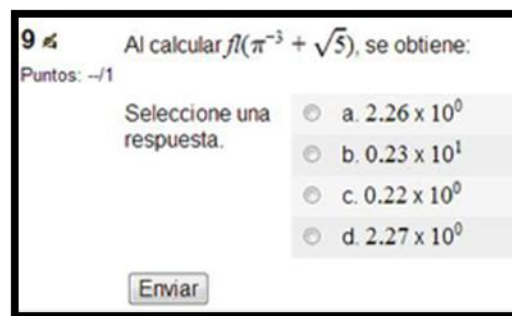 9
Al calcular fl(π⁻³ + √5), se obtiene:
Puntos: --/1
Seleccione una
respuesta.
a. 2.26 x 10⁰
b. 0.23 x 10¹
c. 0.22 x 10⁰
d. 2.27 x 10⁰
Enviar